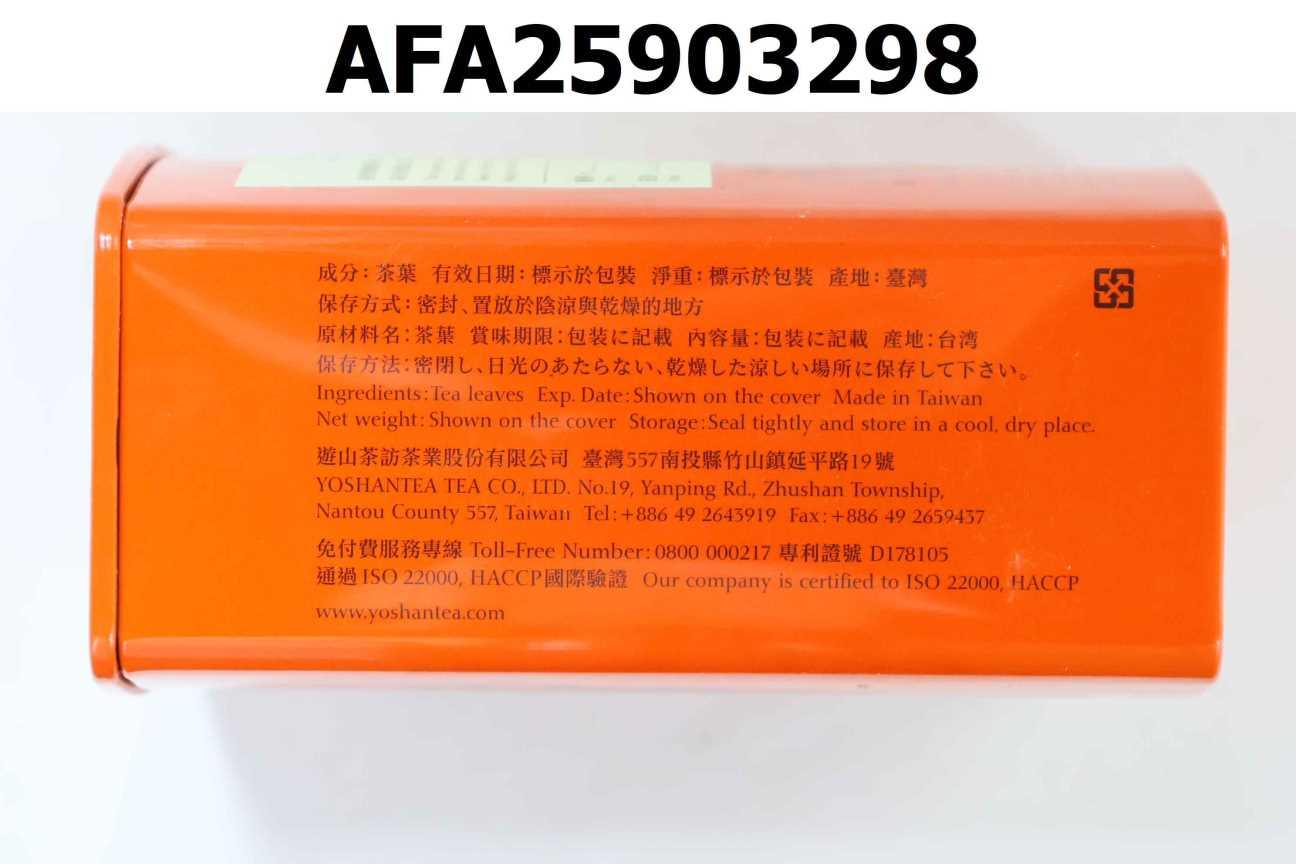 AFA25903298
成分：茶葉 有效日期：標示於包裝 淨重：標示於包裝 產地：臺灣
保存方式：密封、置放於陰涼與乾燥的地方
原材料名：茶葉 賞味期限：包装に記載 內容量：包装に記載 産地：台湾
保存方法：密閉し、日光のあたらない、乾燥した涼しい場所に保存して下さい。
Ingredients:Tea leaves Exp. Date:Shown on the cover Made in Taiwan
Net weight:Shown on the cover Storage:Seal tightly and store in a cool, dry place.
遊山茶訪茶業股份有限公司 臺灣557南投縣竹山鎮延平路19號
YOSHANTEA TEA CO., LTD. No.19, Yanping Rd., Zhushan Township,
Nantou County 557, Taiwan Tel:+886 49 2643919 Fax:+886 49 2659437
免付費服務專線 Toll-Free Number:0800 000217 專利證號 D178105
通過ISO 22000, HACCP國際驗證 Our company is certified to ISO 22000, HACCP
www.yoshantea.com